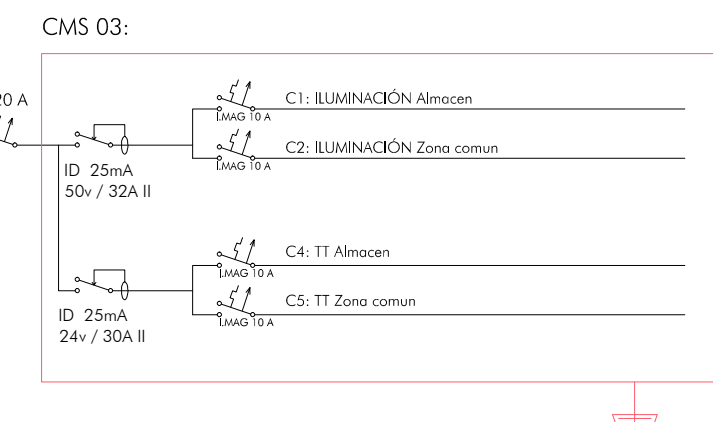 CMS 03:
20 A
I.MAG 10 A
C1: ILUMINACIÓN Almacen
I.MAG 10 A
C2: ILUMINACIÓN Zona comun
ID 25mA
50v / 32A II
I.MAG 10 A
C4: TT Almacen
I.MAG 10 A
C5: TT Zona comun
ID 25mA
24v / 30A II